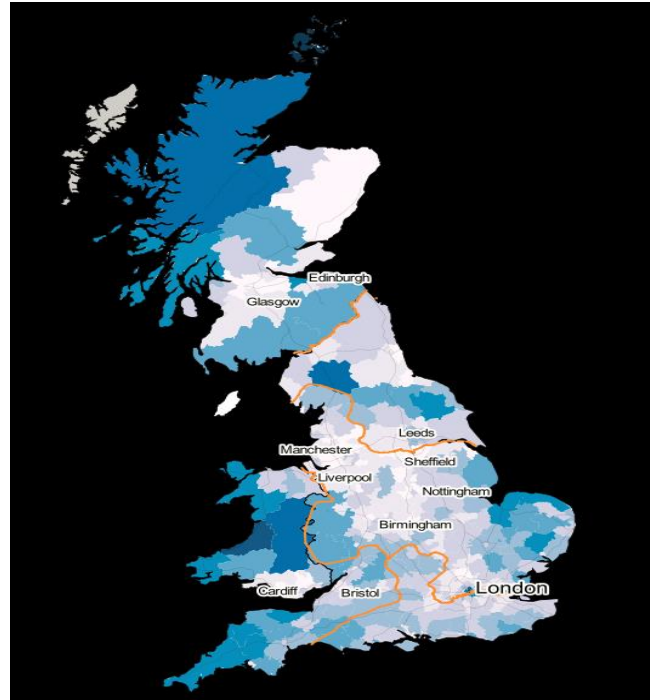 Edinburgh
Glasgow
Leeds
Manchester
Sheffield
Liverpool
Nottingham
Birmingham
Cardiff
Bristol
London